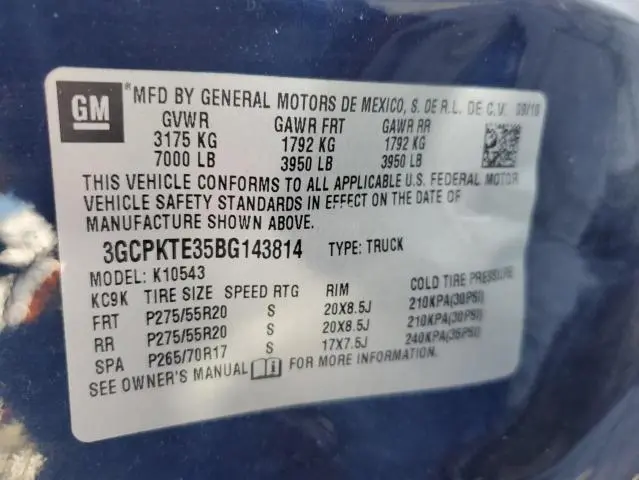 GM
®MFD BY GENERAL MOTORS DE MEXICO, S. DE R.L. DE C.V. 09/10
GVWR GAWR FRT GAWR RR
3175 KG 1792 KG 1792 KG
7000 LB 3950 LB 3950 LB
THIS VEHICLE CONFORMS TO ALL APPLICABLE U.S. FEDERAL MOTOR
VEHICLE SAFETY STANDARDS IN EFFECT ON THE DATE OF
MANUFACTURE SHOWN ABOVE.
3GCPKTE35BG143814 TYPE: TRUCK
MODEL: K10543
KC9K TIRE SIZE SPEED RTG RIM COLD TIRE PRESSURE
FRT P275/55R20 S 20X8.5J 210KPA(30PSI)
RR P275/55R20 S 20X8.5J 210KPA(30PSI)
SPA P265/70R17 S 17X7.5J 240KPA(35PSI)
SEE OWNER'S MANUAL FOR MORE INFORMATION.